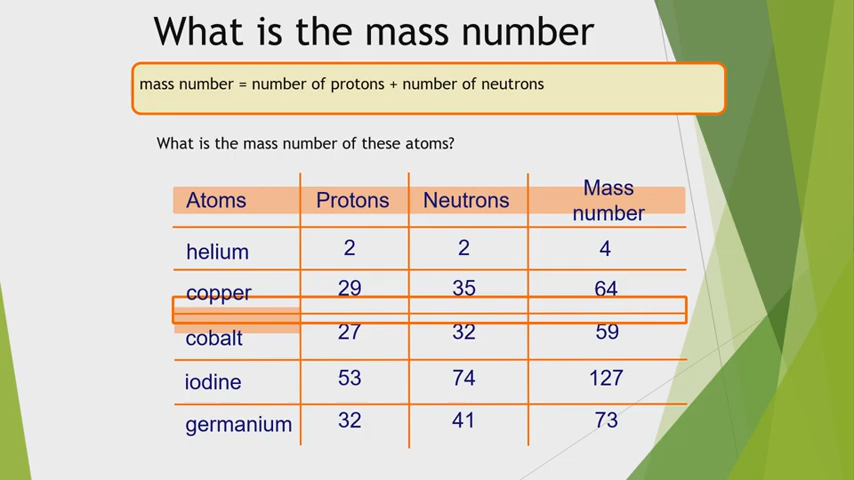 What is the mass number
mass number = number of protons + number of neutrons
What is the mass number of these atoms?
Atoms Protons Neutrons Mass number
helium 2 2 4
copper 29 35 64
cobalt 27 32 59
iodine 53 74 127
germanium 32 41 73